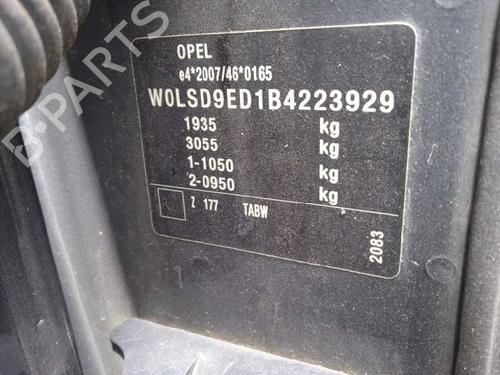 OPEL
e4*2007/46*0165
W0LSD9ED1B4223929
1935 kg
3055 kg
1-1050 kg
2-0950 kg
Z 177 TABW
2083
B-PARTS